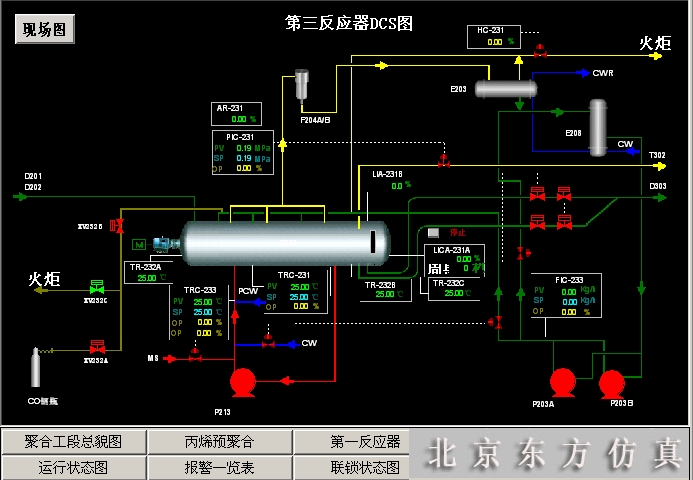 第三反应器DCS图
现场图
HC-231
0.00 %
火炬
CWR
E203
E208
CW
AR-231
0.00 %
F204A/B
PIC-231
PV 0.19 MPa
SP 0.19 MPa
OP 0.00 %
LIA-231B
0.0 %
T302
D303
D201
D202
XV232B
M
停止
LICA-231A
0.00 %
TR-232A
25.00 ℃
TRC-231
PV 25.00 ℃
SP 25.00 ℃
OP 0.00 %
TR-232B
25.00 ℃
TR-232C
25.00 ℃
火炬
XV232C
TRC-233
PV 25.00 ℃
SP 25.00 ℃
OP 0.00 %
PCW
FIC-233
PV 0.00 Kg/h
SP 0.00 Kg/h
OP 0.00 %
CW
XV232A
MS
CO钢瓶
P213
P203A
P203B
聚合工段总貌图
丙烯预聚合
第一反应器
运行状态图
报警一览表
联锁状态图
北京东方仿真